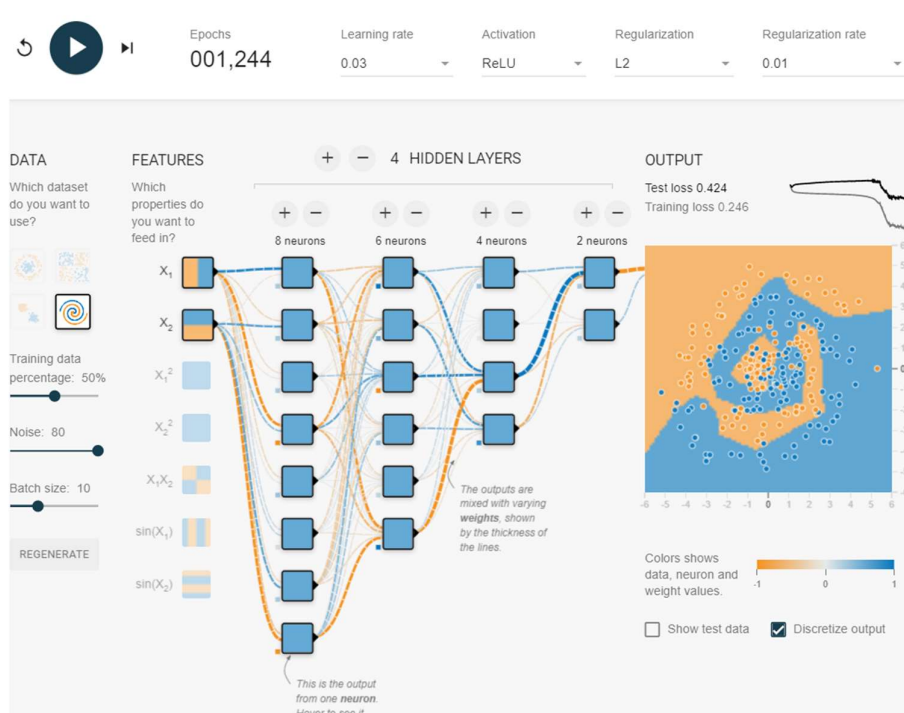 Epochs
001,244
Learning rate
0.03
Activation
ReLU
Regularization
L2
Regularization rate
0.01
DATA
Which dataset
do you want to
use?
Training data
percentage: 50%
Noise: 80
Batch size: 10
REGENERATE
FEATURES
Which
properties do
you want to
feed in?
X1
X2
X1²
X2²
X1X2
sin(X1)
sin(X2)
+ − 4 HIDDEN LAYERS
+ −
8 neurons
+ −
6 neurons
+ −
4 neurons
+ −
2 neurons
The outputs are
mixed with varying
weights, shown
by the thickness of
the lines.
This is the output
from one neuron.
Hover to see it
OUTPUT
Test loss 0.424
Training loss 0.246
-6 -5 -4 -3 -2 -1 0 1 2 3 4 5 6
Colors shows
data, neuron and
weight values.
-1 0 1
Show test data
Discretize output